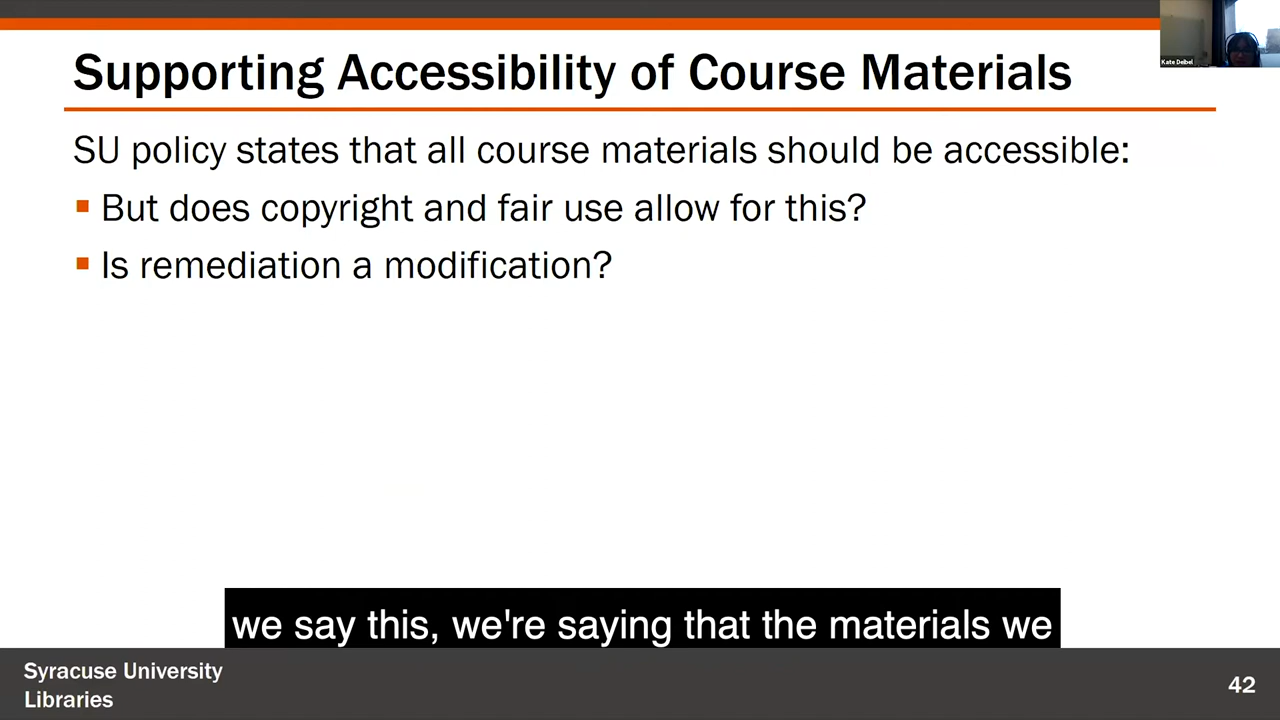 Kate Deibel
Supporting Accessibility of Course Materials
SU policy states that all course materials should be accessible:
▪ But does copyright and fair use allow for this?
▪ Is remediation a modification?
we say this, we're saying that the materials we
Syracuse University
Libraries
42